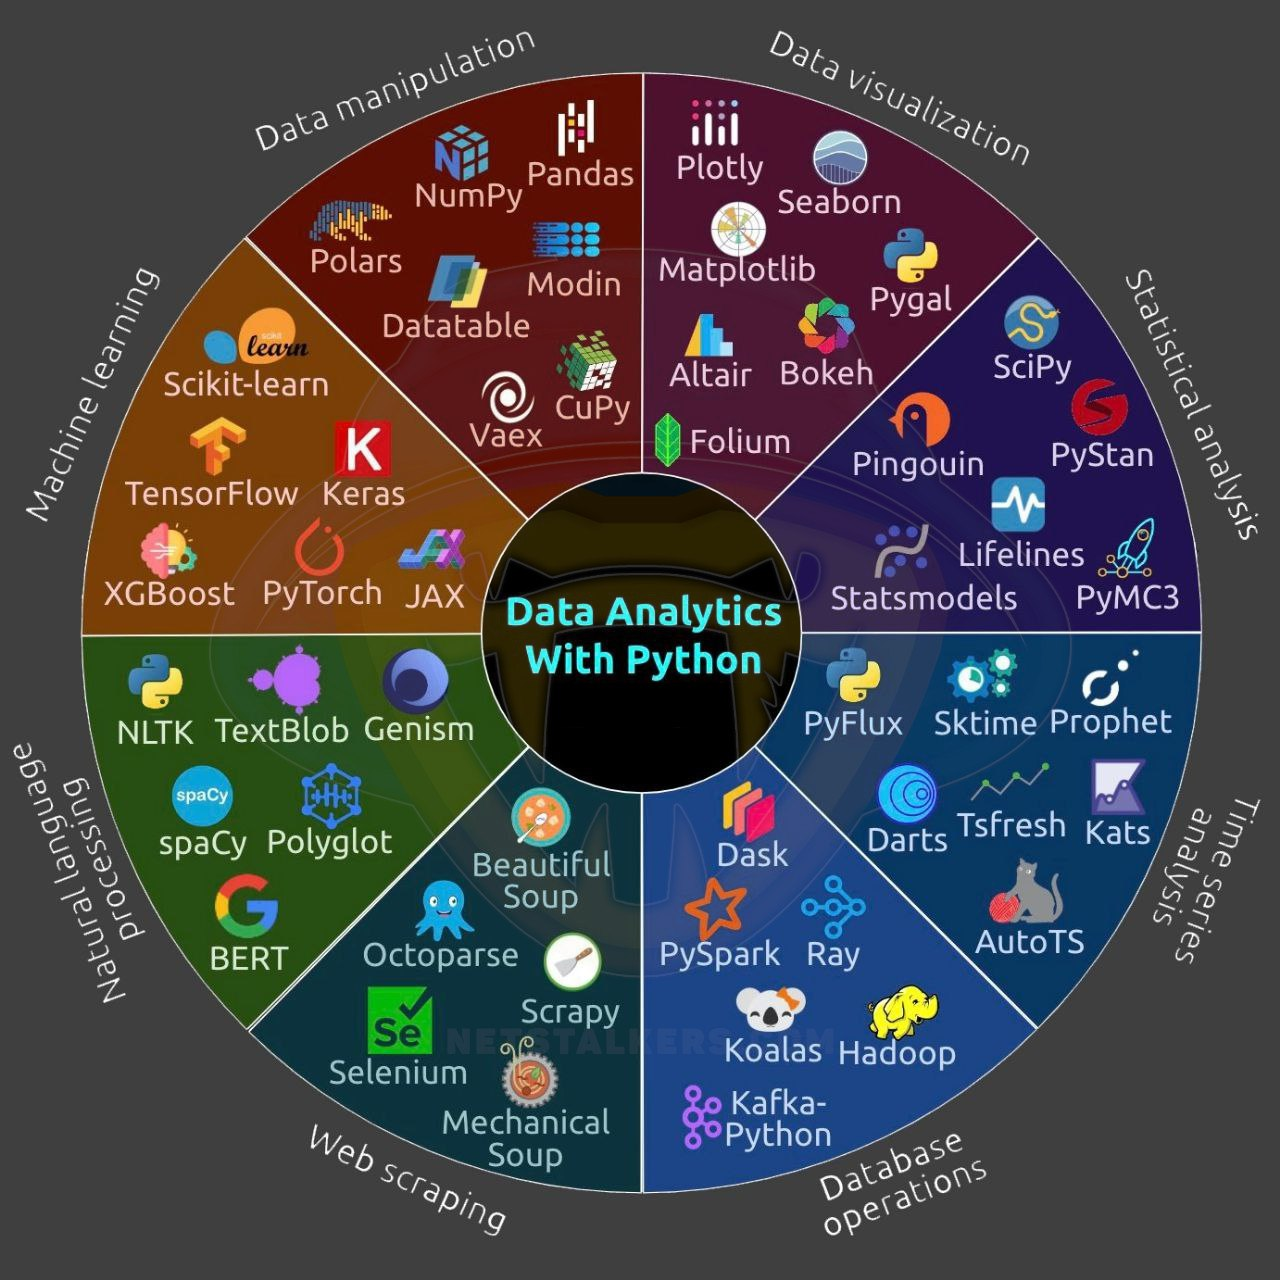 Data manipulation
Pandas
NumPy
Polars
Modin
Datatable
CuPy
Vaex
Data visualization
Plotly
Seaborn
Matplotlib
Pygal
Altair
Bokeh
Folium
Statistical analysis
SciPy
PyStan
Pingouin
Lifelines
Statsmodels
PyMC3
Time series
analysis
PyFlux
Sktime
Prophet
Darts
Tsfresh
Kats
AutoTS
Database
operations
Dask
PySpark
Ray
Koalas
Hadoop
Kafka-
Python
Web scraping
Beautiful
Soup
Octoparse
Scrapy
Se
Selenium
Mechanical
Soup
Natural language
processing
NLTK
TextBlob
Genism
spaCy
spaCy
Polyglot
BERT
Machine learning
scikit
learn
Scikit-learn
TensorFlow
K
Keras
XGBoost
PyTorch
JAX
Data Analytics
With Python
NETSTALKERS.COM